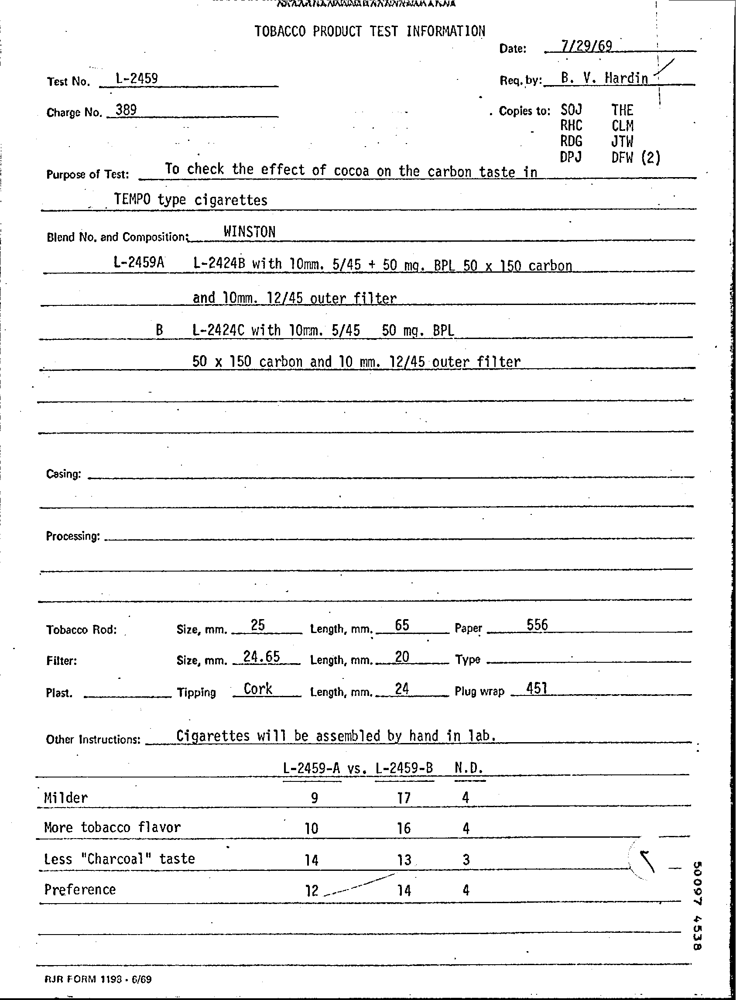 TOBACCO PRODUCT TEST INFORMATION
Date: 7/29/69
Test No. L-2459 Req. by: B. V. Hardin
Charge No. 389 Copies to: SOJ THE
RHC CLM
RDG JTW
DPJ DFW (2)
Purpose of Test: To check the effect of cocoa on the carbon taste in
TEMPO type cigarettes
Blend No. and Composition: WINSTON
L-2459A L-2424B with 10mm. 5/45 + 50 mg. BPL 50 x 150 carbon
and 10mm. 12/45 outer filter
B L-2424C with 10mm. 5/45 50 mg. BPL
50 x 150 carbon and 10 mm. 12/45 outer filter
Casing:
Processing:
Tobacco Rod: Size, mm. 25 Length, mm. 65 Paper 556
Filter: Size, mm. 24.65 Length, mm. 20 Type
Plast. Tipping Cork Length, mm. 24 Plug wrap 451
Other Instructions: Cigarettes will be assembled by hand in lab.
L-2459-A vs. L-2459-B N.D.
Milder 9 17 4
More tobacco flavor 10 16 4
Less "Charcoal" taste 14 13 3
Preference 12 14 4
50097 4538
RJR FORM 1193 - 6/69